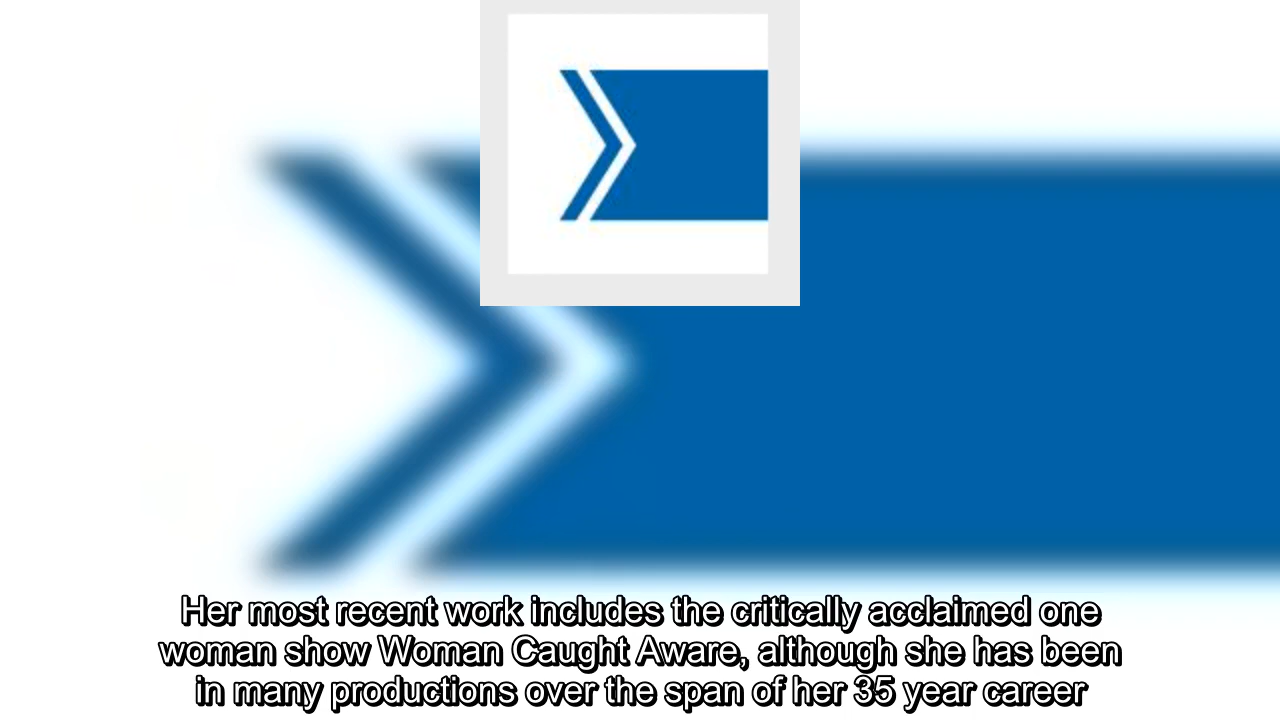 Her most recent work includes the critically acclaimed one
woman show Woman Caught Aware, although she has been
in many productions over the span of her 35 year career